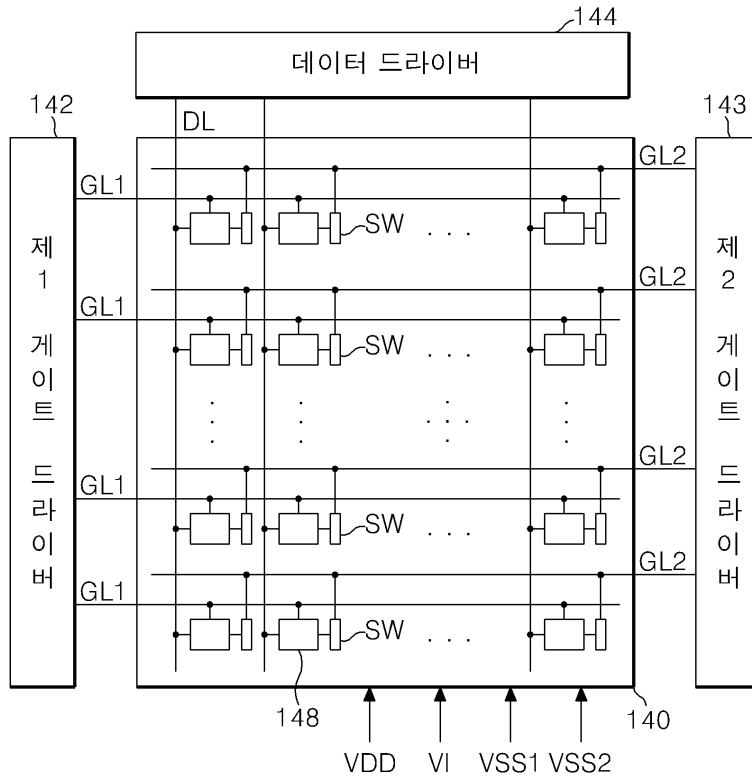 144
데이터 드라이버
142
143
DL
GL2
GL1
SW
. . .
제1 게이트 드라이버
제2 게이트 드라이버
GL2
GL1
SW
. . .
GL2
GL1
SW
. . .
GL2
GL1
SW
. . .
148
140
VDD VI VSS1 VSS2